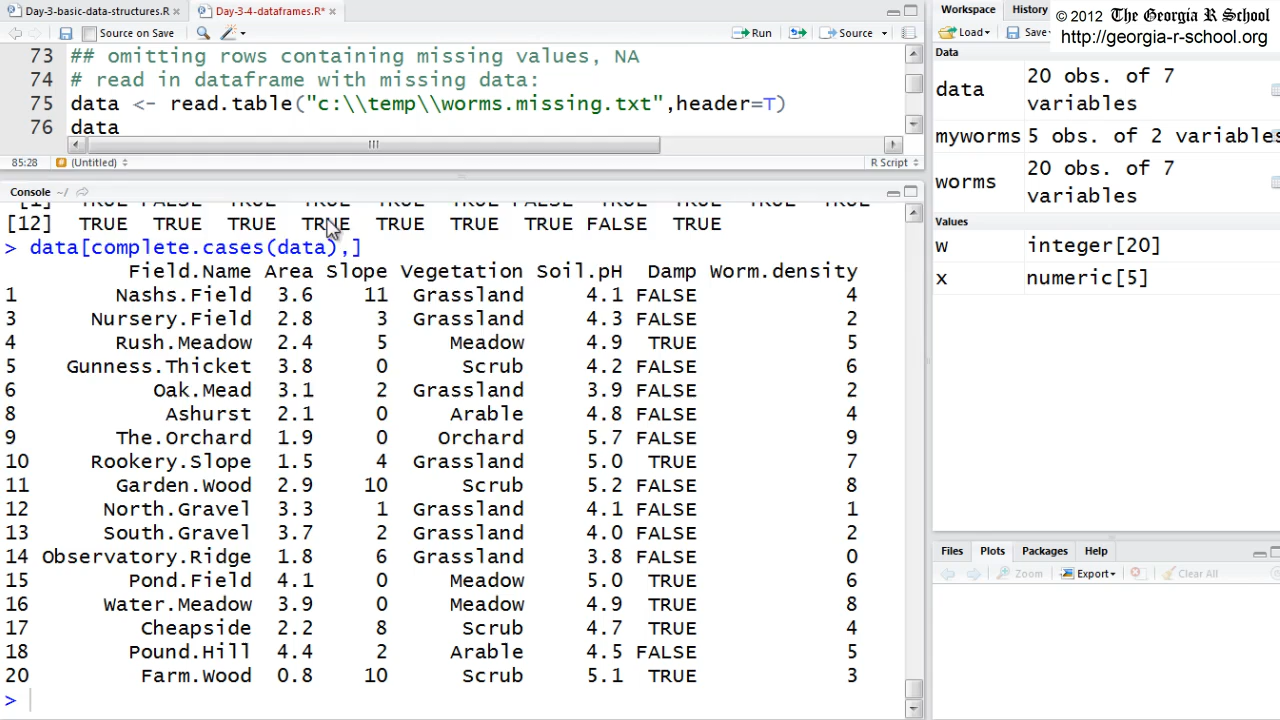 Day-3-basic-data-structures.R
Day-3-4-dataframes.R*
Source on Save
Run
Source
73 ## omitting rows containing missing values, NA
74 # read in dataframe with missing data:
75 data <- read.table("c:\\temp\\worms.missing.txt",header=T)
76 data
85:28 (Untitled) R Script
Console ~/
[12] TRUE TRUE TRUE TRUE TRUE TRUE TRUE FALSE TRUE
> data[complete.cases(data),]
Field.Name Area Slope Vegetation Soil.pH Damp Worm.density
1 Nashs.Field 3.6 11 Grassland 4.1 FALSE 4
3 Nursery.Field 2.8 3 Grassland 4.3 FALSE 2
4 Rush.Meadow 2.4 5 Meadow 4.9 TRUE 5
5 Gunness.Thicket 3.8 0 Scrub 4.2 FALSE 6
6 Oak.Mead 3.1 2 Grassland 3.9 FALSE 2
8 Ashurst 2.1 0 Arable 4.8 FALSE 4
9 The.Orchard 1.9 0 Orchard 5.7 FALSE 9
10 Rookery.Slope 1.5 4 Grassland 5.0 TRUE 7
11 Garden.Wood 2.9 10 Scrub 5.2 FALSE 8
12 North.Gravel 3.3 1 Grassland 4.1 FALSE 1
13 South.Gravel 3.7 2 Grassland 4.0 FALSE 2
14 Observatory.Ridge 1.8 6 Grassland 3.8 FALSE 0
15 Pond.Field 4.1 0 Meadow 5.0 TRUE 6
16 Water.Meadow 3.9 0 Meadow 4.9 TRUE 8
17 Cheapside 2.2 8 Scrub 4.7 TRUE 4
18 Pound.Hill 4.4 2 Arable 4.5 FALSE 5
20 Farm.Wood 0.8 10 Scrub 5.1 TRUE 3
>
Workspace History
© 2012 The Georgia R School
http://georgia-r-school.org
Load Save
Data
data 20 obs. of 7 variables
myworms 5 obs. of 2 variables
worms 20 obs. of 7 variables
Values
w integer[20]
x numeric[5]
Files Plots Packages Help
Zoom Export Clear All